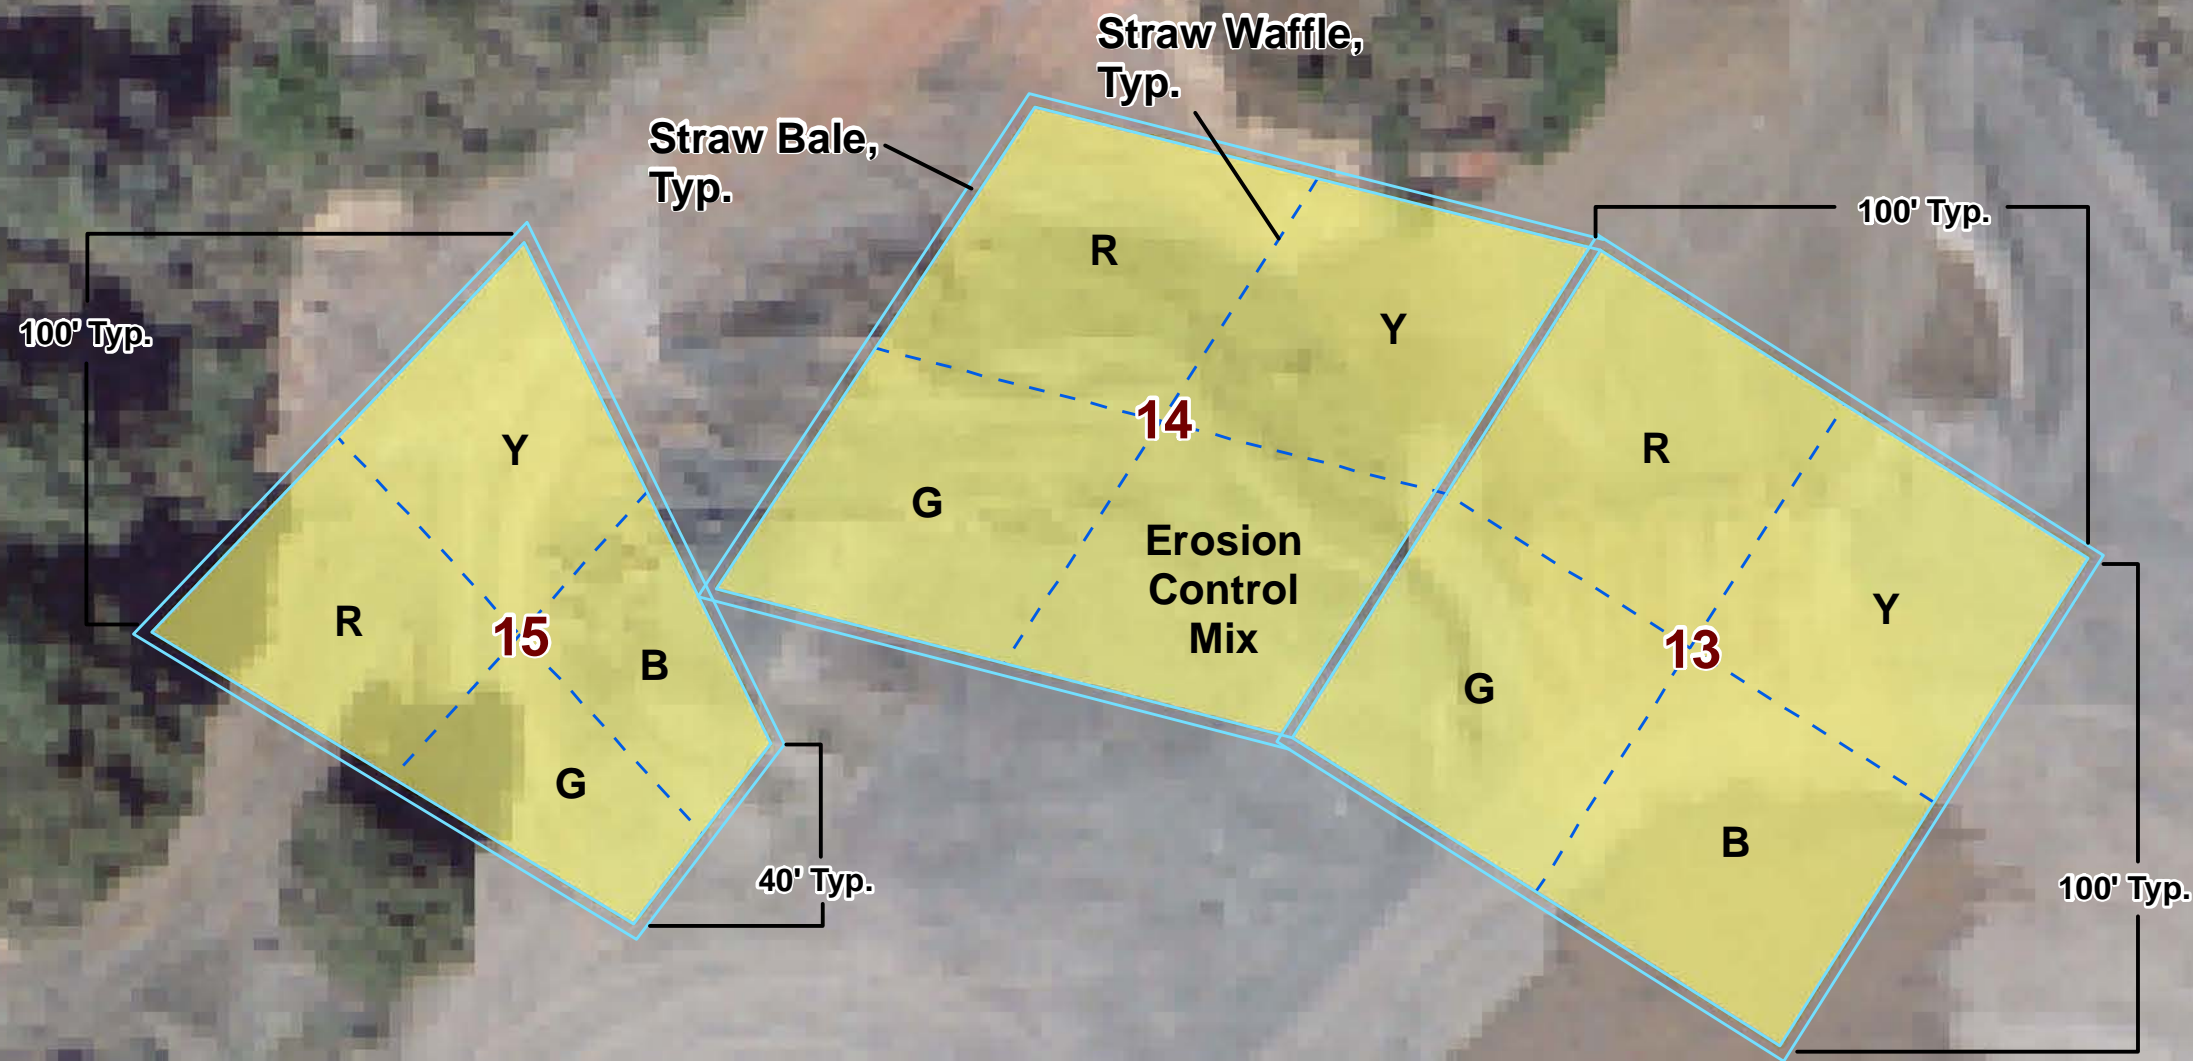 Straw Waffle,
Typ.
Straw Bale,
Typ.
100' Typ.
100' Typ.
R
Y
14
G
Erosion
Control
Mix
R
Y
13
G
B
100' Typ.
Y
R
15
B
G
40' Typ.